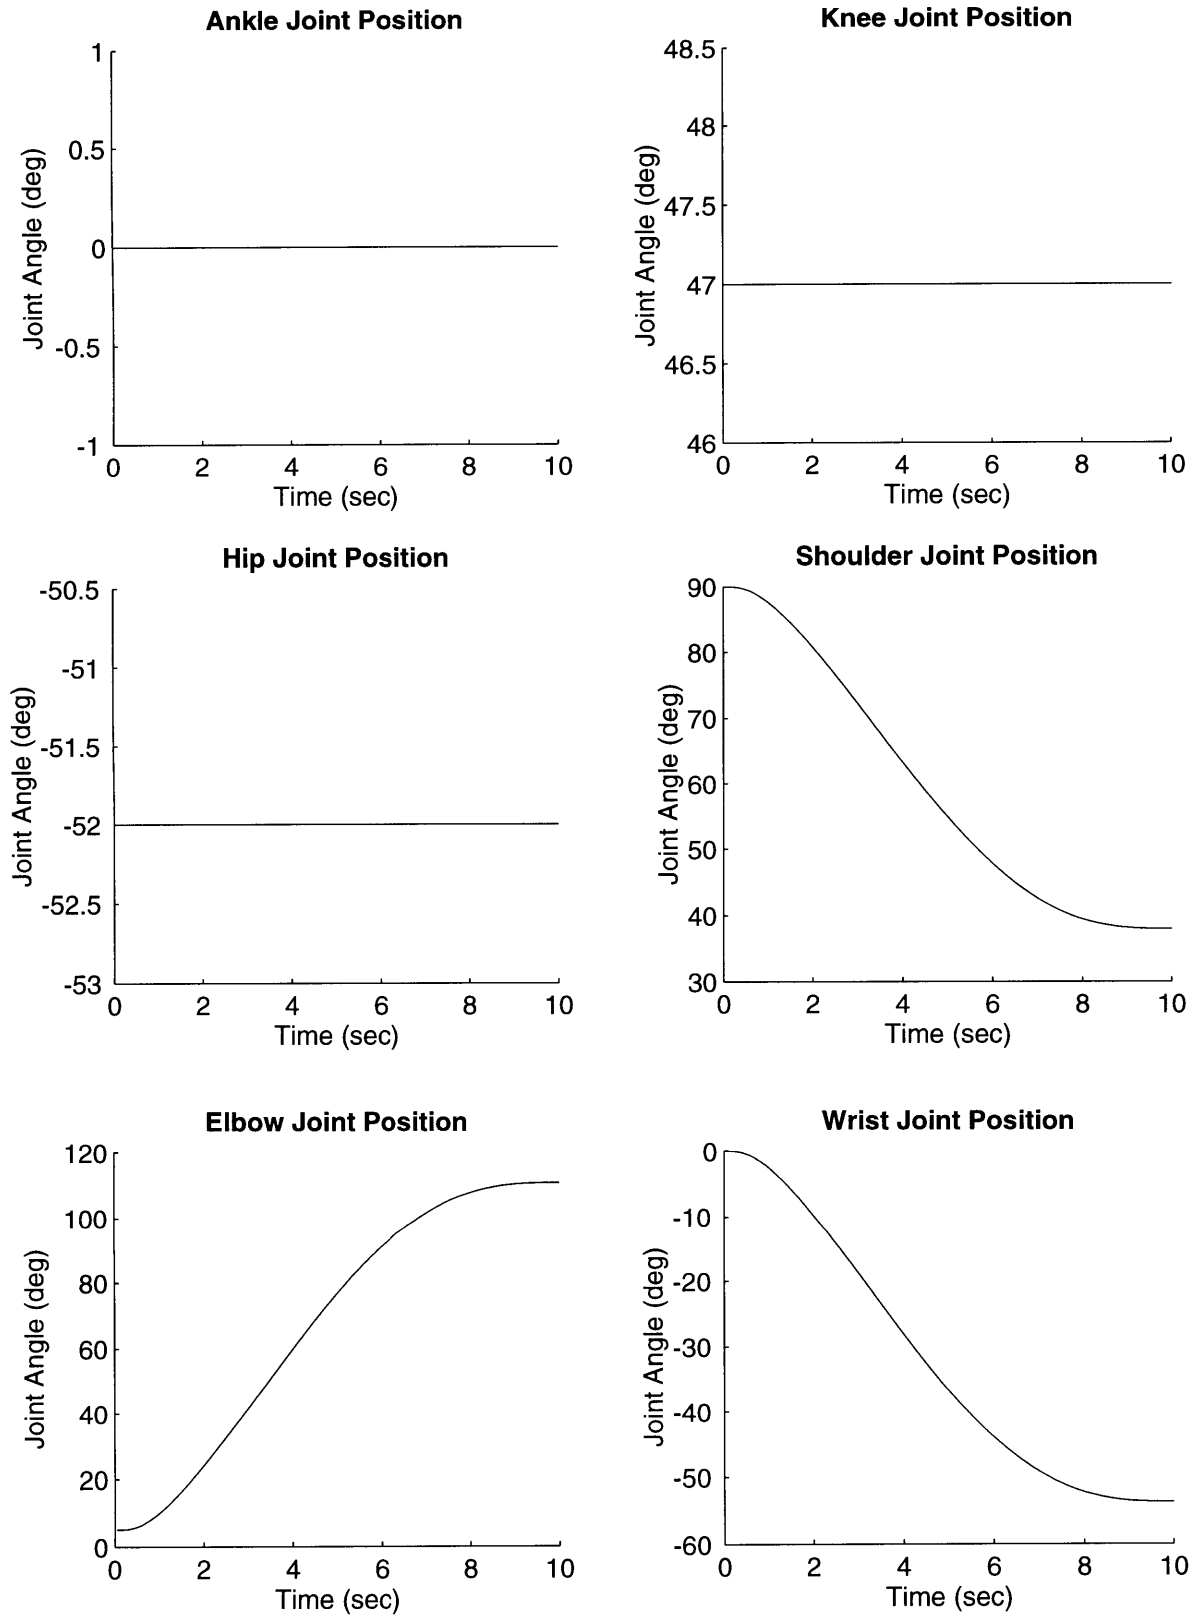 Ankle Joint Position
1
0.5
0
-0.5
-1
Joint Angle (deg)
0 2 4 6 8 10
Time (sec)
Knee Joint Position
48.5
48
47.5
47
46.5
46
Joint Angle (deg)
0 2 4 6 8 10
Time (sec)
Hip Joint Position
-50.5
-51
-51.5
-52
-52.5
-53
Joint Angle (deg)
0 2 4 6 8 10
Time (sec)
Shoulder Joint Position
90
80
70
60
50
40
30
Joint Angle (deg)
0 2 4 6 8 10
Time (sec)
Elbow Joint Position
120
100
80
60
40
20
0
Joint Angle (deg)
0 2 4 6 8 10
Time (sec)
Wrist Joint Position
0
-10
-20
-30
-40
-50
-60
Joint Angle (deg)
0 2 4 6 8 10
Time (sec)